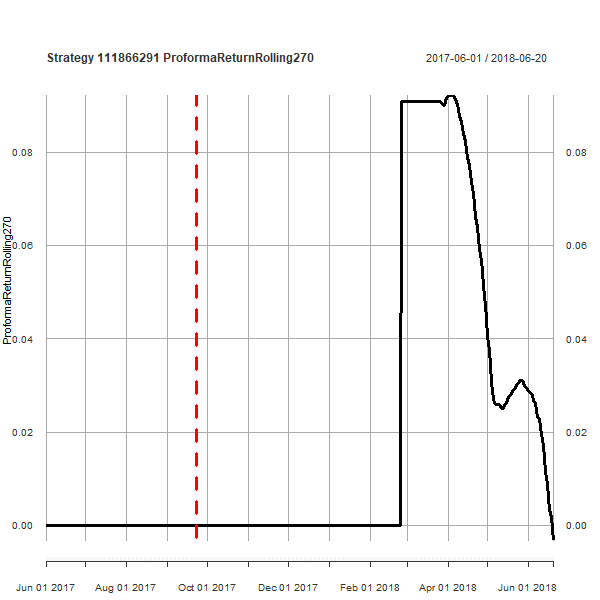 Strategy 111866291 ProformaReturnRolling270
2017-06-01 / 2018-06-20
ProformaReturnRolling270
0.08 0.08
0.06 0.06
0.04 0.04
0.02 0.02
0.00 0.00
Jun 01 2017 Aug 01 2017 Oct 01 2017 Dec 01 2017 Feb 01 2018 Apr 01 2018 Jun 01 2018